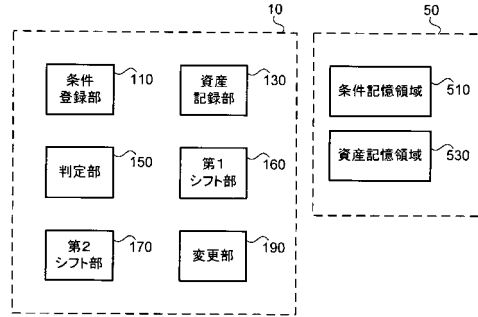 10
50
条件
登録部
110
資産
記録部
130
条件記憶領域
510
判定部
150
第1
シフト部
160
資産記憶領域
530
第2
シフト部
170
変更部
190